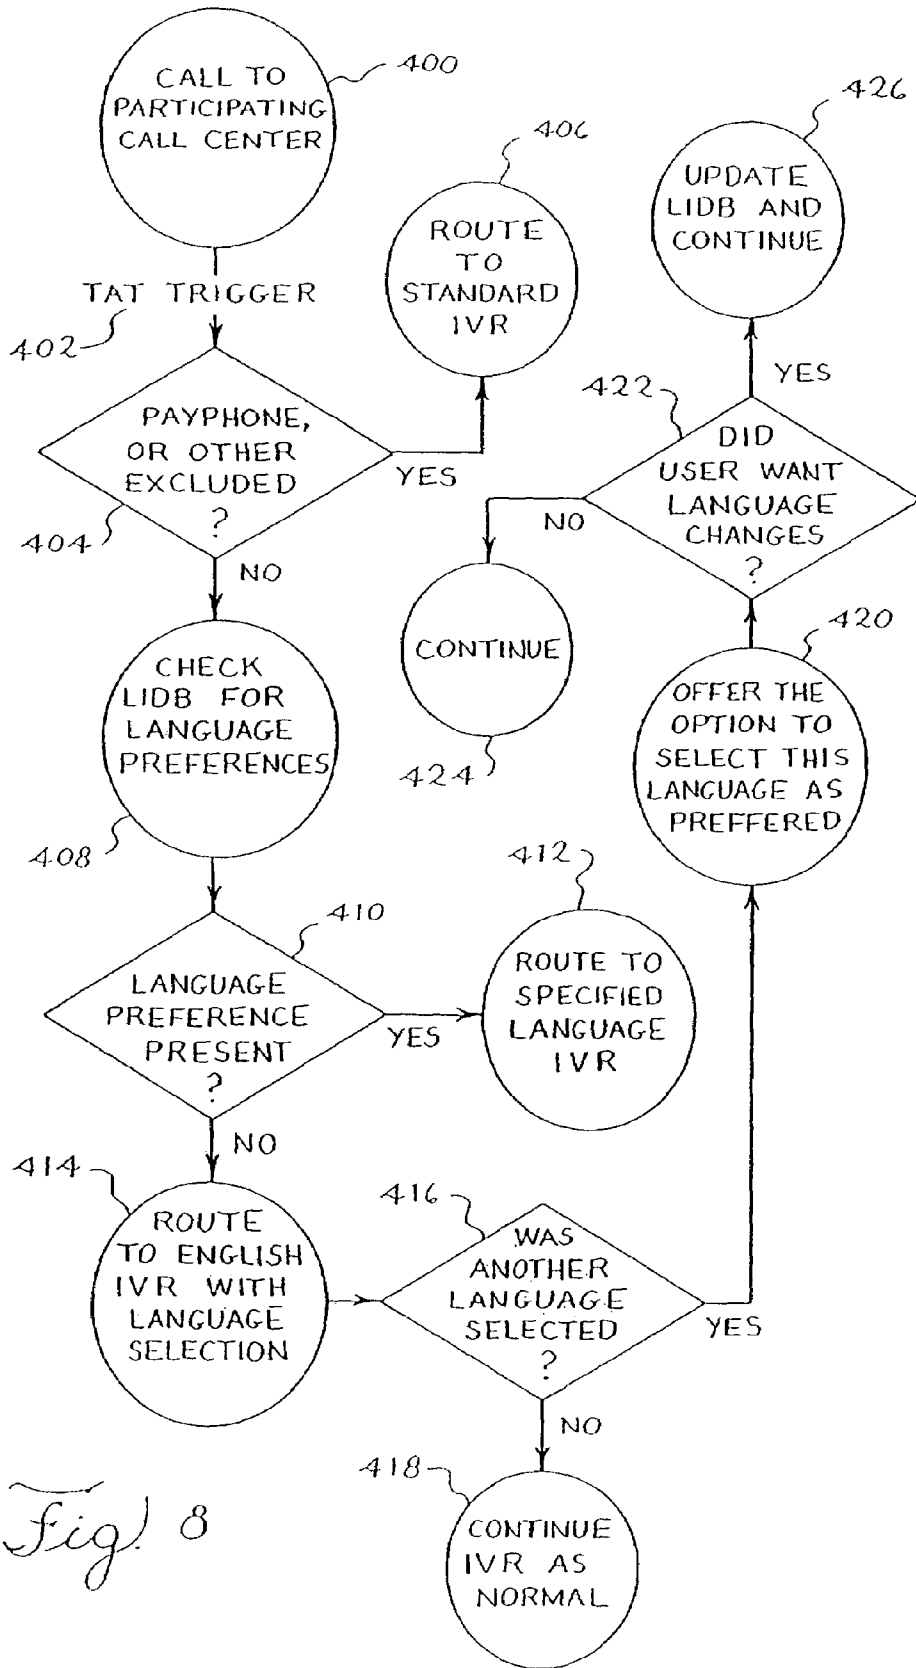 CALL TO
PARTICIPATING
CALL CENTER
400
TAT TRIGGER
402
PAYPHONE,
OR OTHER
EXCLUDED
?
404
YES
NO
ROUTE
TO
STANDARD
IVR
406
CHECK
LIDB FOR
LANGUAGE
PREFERENCES
408
LANGUAGE
PREFERENCE
PRESENT
?
410
YES
NO
ROUTE TO
SPECIFIED
LANGUAGE
IVR
412
ROUTE
TO ENGLISH
IVR WITH
LANGUAGE
SELECTION
414
WAS
ANOTHER
LANGUAGE
SELECTED
?
416
YES
NO
CONTINUE
IVR AS
NORMAL
418
OFFER THE
OPTION TO
SELECT THIS
LANGUAGE AS
PREFFERED
420
DID
USER WANT
LANGUAGE
CHANGES
?
422
NO
YES
CONTINUE
424
UPDATE
LIDB AND
CONTINUE
426
Fig. 8